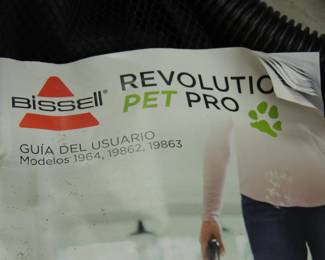 BISSELL
REVOLUTIO
PET PRO
GUÍA DEL USUARIO
Modelos 1964, 19862, 19863